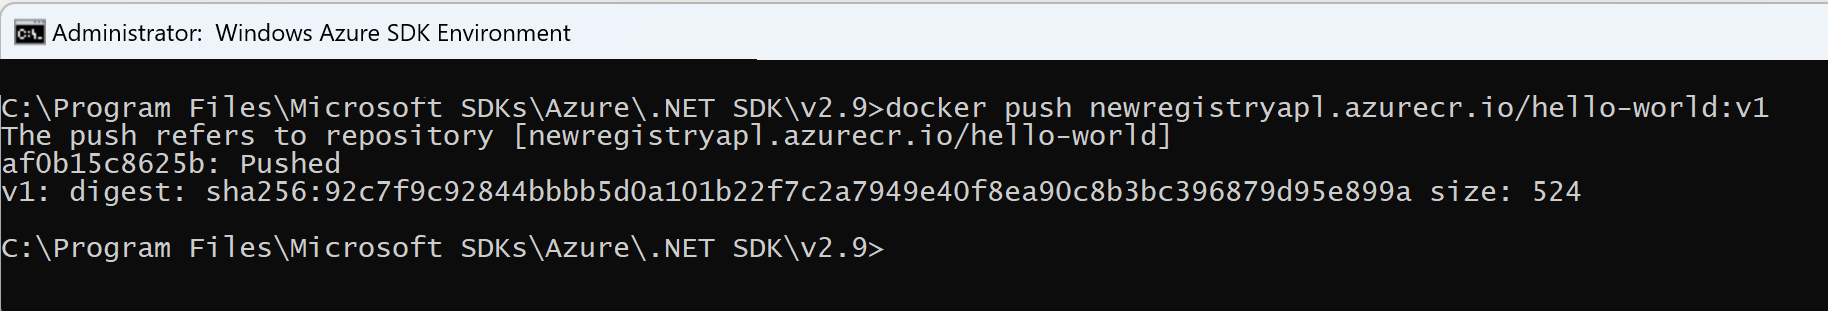 Administrator:  Windows Azure SDK Environment
C:\Program Files\Microsoft SDKs\Azure\.NET SDK\v2.9>docker push newregistryapl.azurecr.io/hello-world:v1
The push refers to repository [newregistryapl.azurecr.io/hello-world]
af0b15c8625b: Pushed
v1: digest: sha256:92c7f9c92844bbbb5d0a101b22f7c2a7949e40f8ea90c8b3bc396879d95e899a size: 524
C:\Program Files\Microsoft SDKs\Azure\.NET SDK\v2.9>